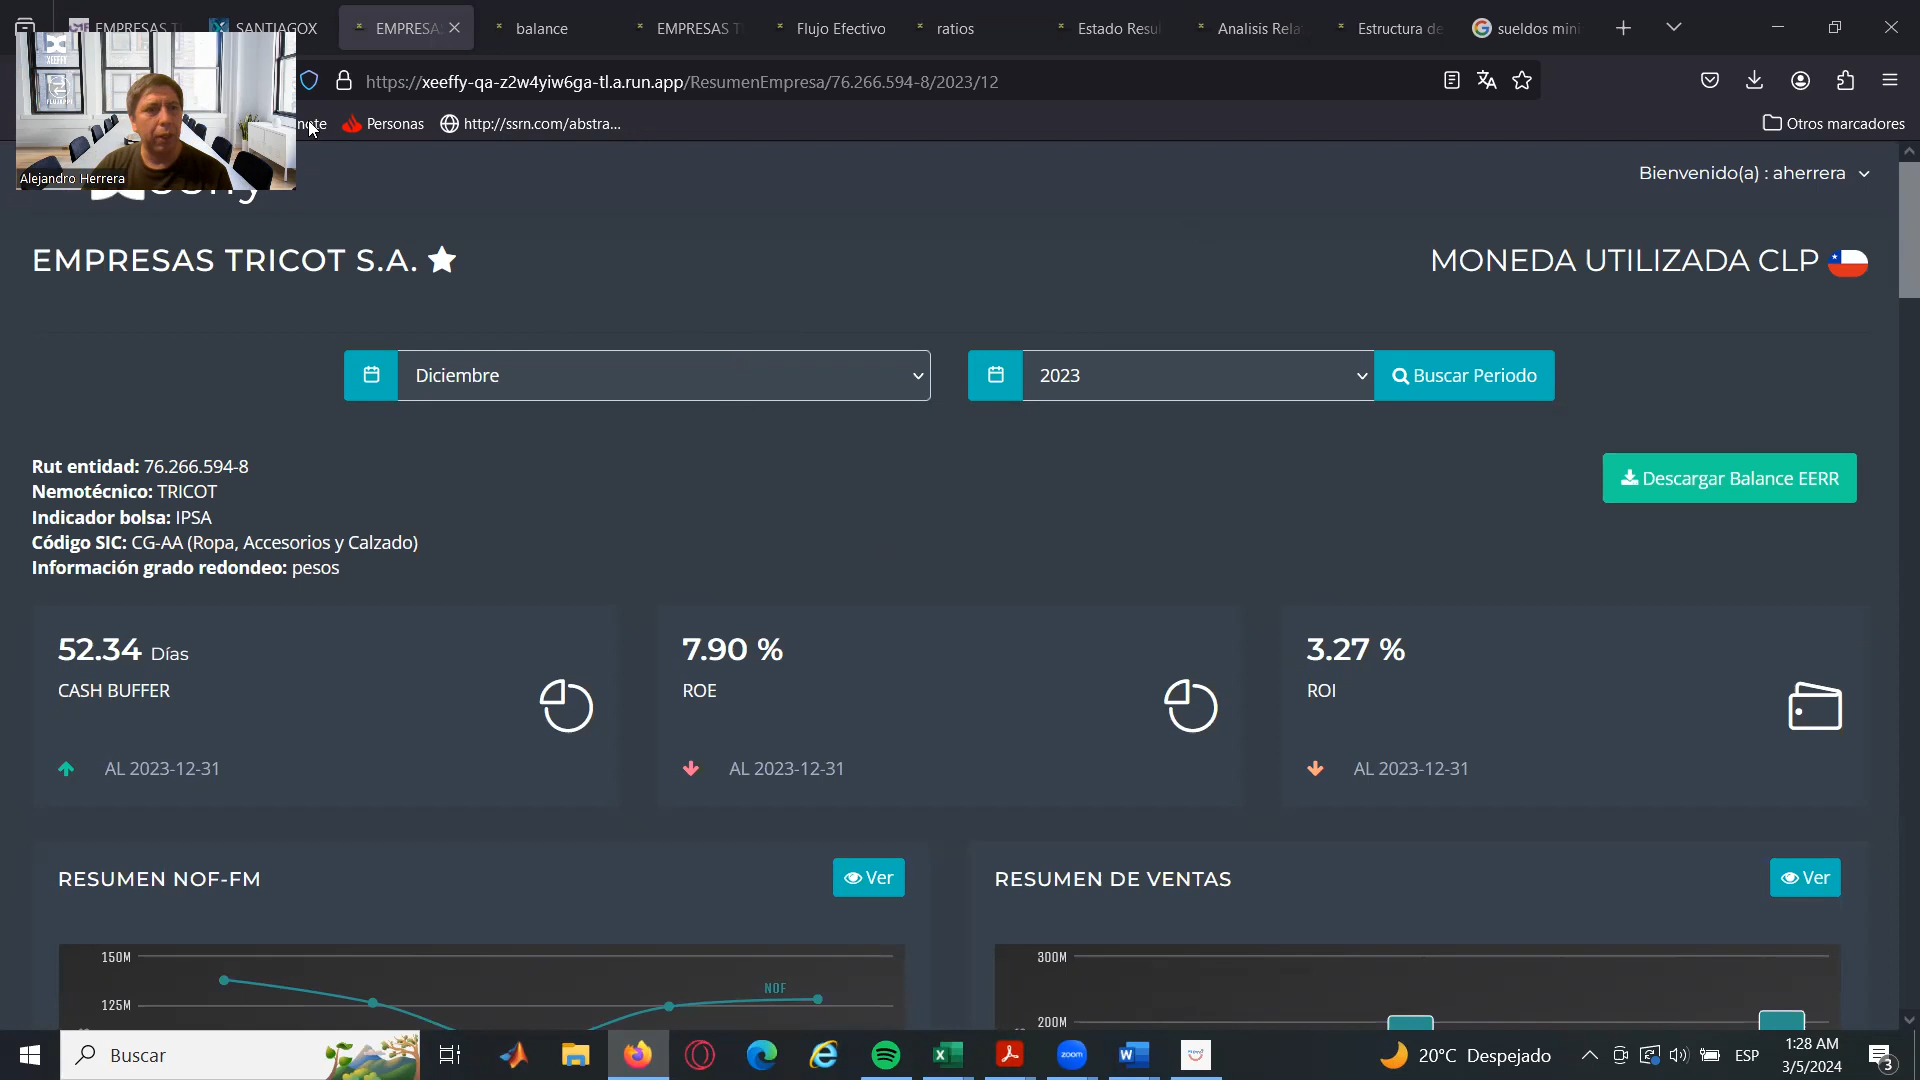 EMPRESAS T
SANTIAGOX
EMPRESA
balance
EMPRESAS T
Flujo Efectivo
ratios
Estado Resul
Analisis Rela
Estructura de
sueldos mini
https://xeeffy-qa-z2w4yiw6ga-tl.a.run.app/ResumenEmpresa/76.266.594-8/2023/12
note
Personas
http://ssrn.com/abstra...
Otros marcadores
XEEFFY
Alejandro Herrera
Bienvenido(a) : aherrera
EMPRESAS TRICOT S.A.
MONEDA UTILIZADA CLP
Diciembre
2023
Buscar Periodo
Rut entidad: 76.266.594-8
Nemotécnico: TRICOT
Indicador bolsa: IPSA
Código SIC: CG-AA (Ropa, Accesorios y Calzado)
Información grado redondeo: pesos
Descargar Balance EERR
52.34 Días
CASH BUFFER
AL 2023-12-31
7.90 %
ROE
AL 2023-12-31
3.27 %
ROI
AL 2023-12-31
RESUMEN NOF-FM
Ver
RESUMEN DE VENTAS
Ver
150M
NOF
125M
300M
200M
Buscar
zoom
20°C Despejado
ESP
1:28 AM
3/5/2024
3